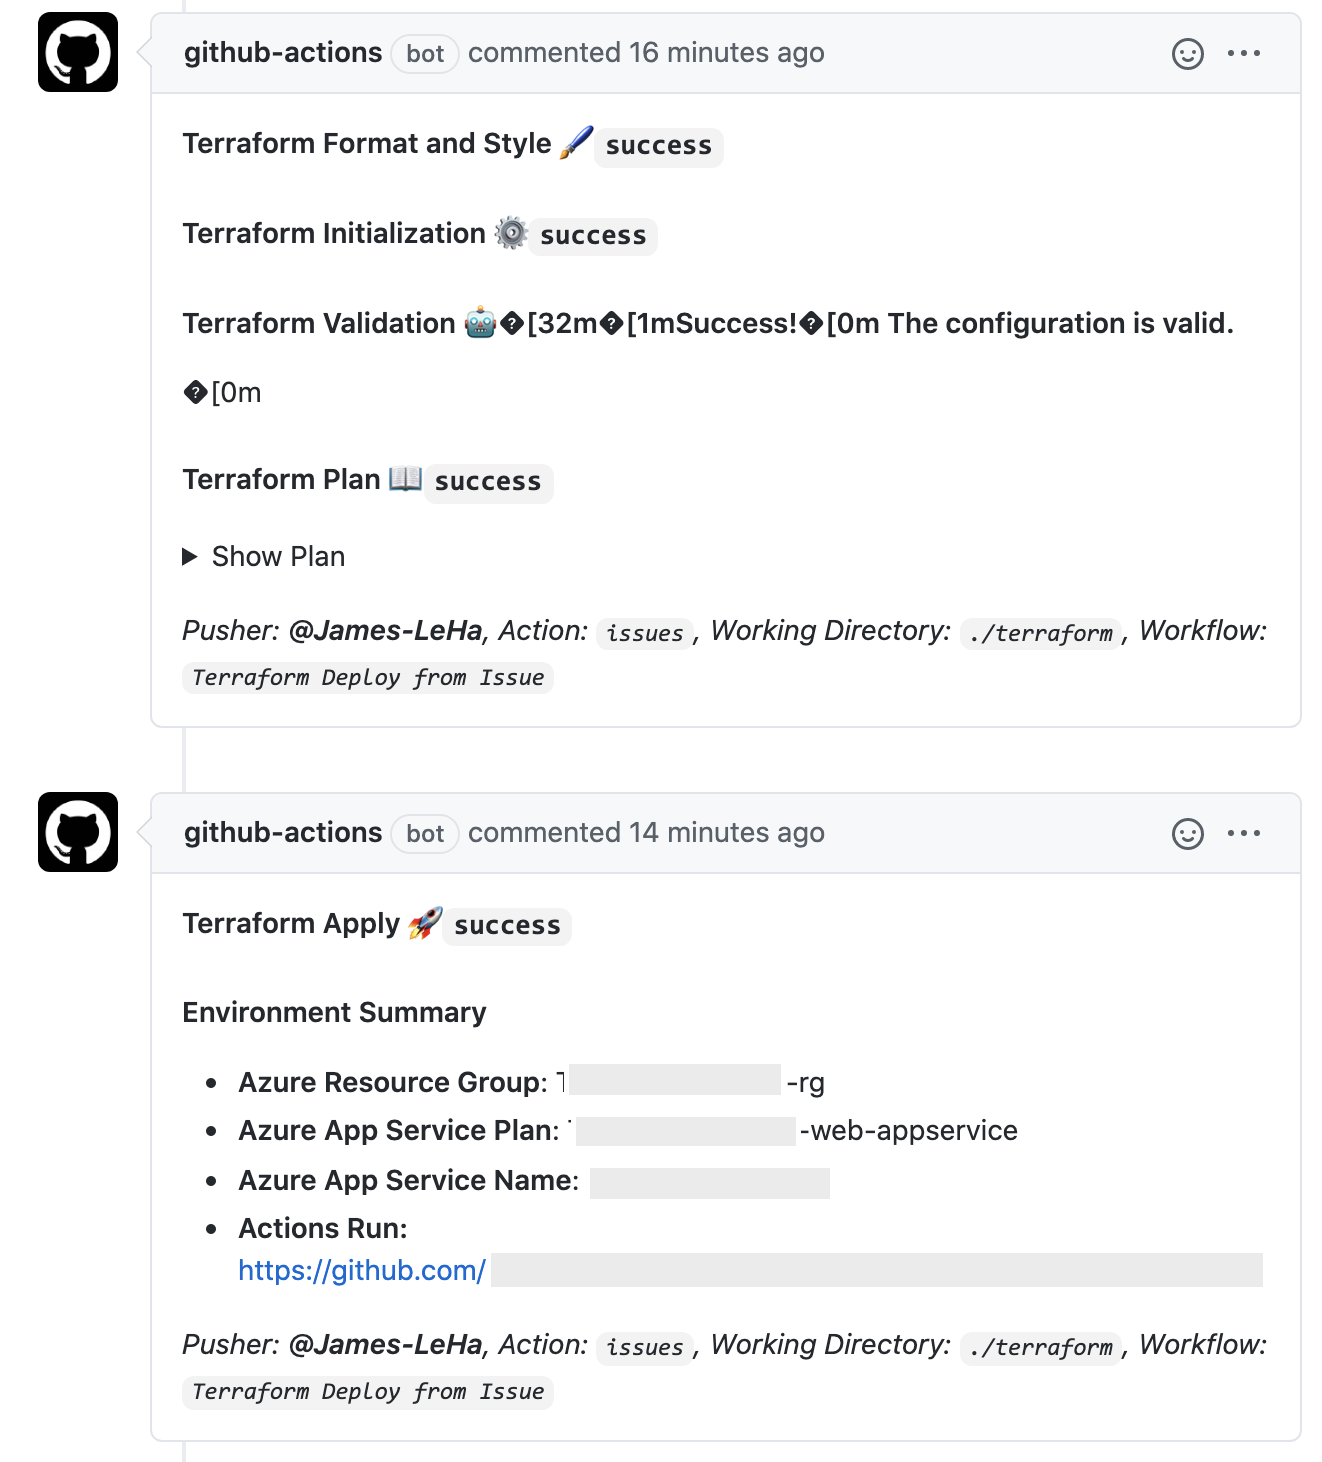 github-actions bot commented 16 minutes ago
Terraform Format and Style 🖌️ success
Terraform Initialization ⚙️ success
Terraform Validation 🤖�[32m�[1mSuccess!�[0m The configuration is valid.
�[0m
Terraform Plan 📖 success
Show Plan
Pusher: @James-LeHa, Action: issues, Working Directory: ./terraform, Workflow:
Terraform Deploy from Issue
github-actions bot commented 14 minutes ago
Terraform Apply 🚀 success
Environment Summary
Azure Resource Group: -rg
Azure App Service Plan: -web-appservice
Azure App Service Name:
Actions Run:
https://github.com/
Pusher: @James-LeHa, Action: issues, Working Directory: ./terraform, Workflow:
Terraform Deploy from Issue